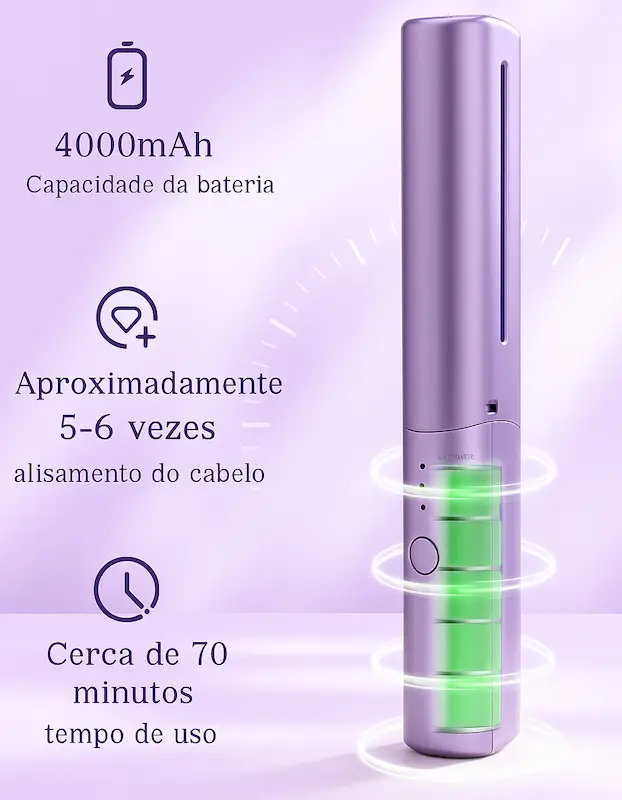 4000mAh
Capacidade da bateria
Aproximadamente
5-6 vezes
alisamento do cabelo
Cerca de 70
minutos
tempo de uso